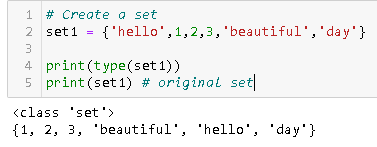 1 # Create a set
2 set1 = {'hello',1,2,3,'beautiful','day'}
3
4 print(type(set1))
5 print(set1) # original set
<class 'set'>
{1, 2, 3, 'beautiful', 'hello', 'day'}